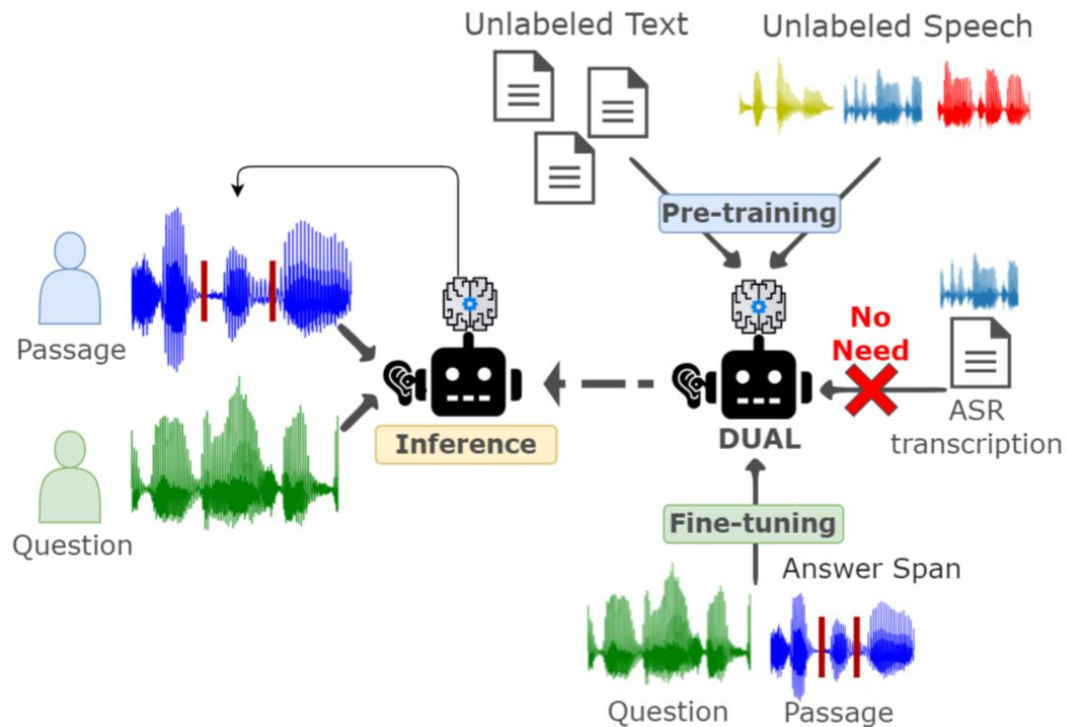 Unlabeled Text
Unlabeled Speech
Pre-training
Passage
No
Need
ASR
transcription
DUAL
Inference
Question
Fine-tuning
Answer Span
Question
Passage